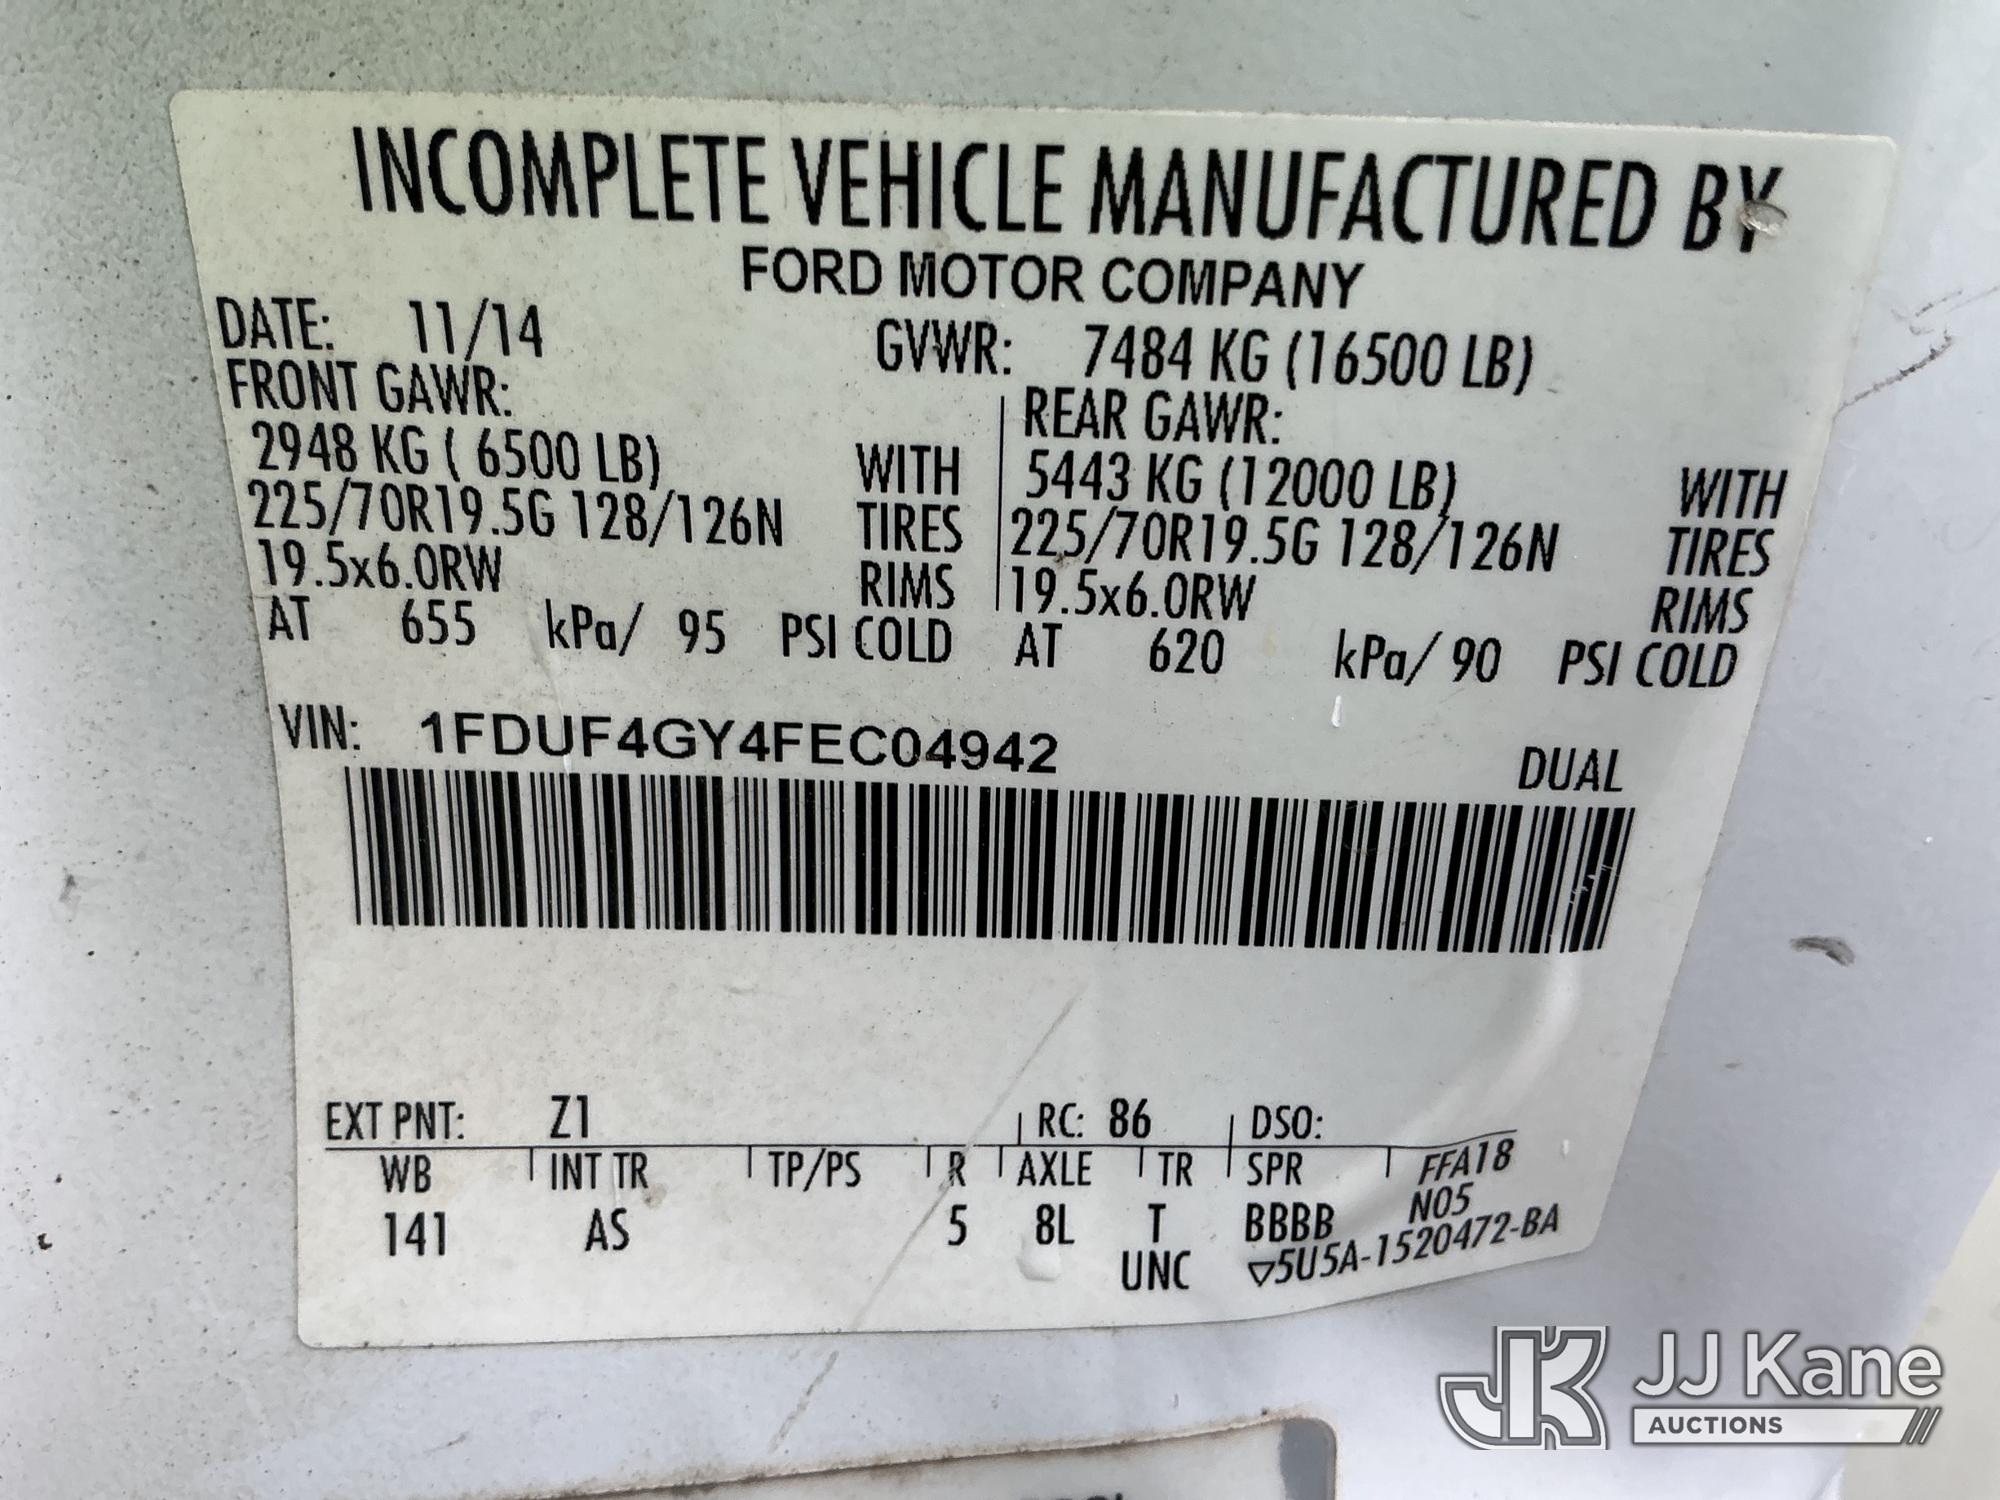 INCOMPLETE VEHICLE MANUFACTURED BY
FORD MOTOR COMPANY
DATE: 11/14 GVWR: 7484 KG (16500 LB)
FRONT GAWR: REAR GAWR:
2948 KG ( 6500 LB) WITH 5443 KG (12000 LB) WITH
225/70R19.5G 128/126N TIRES 225/70R19.5G 128/126N TIRES
19.5x6.0RW RIMS 19.5x6.0RW RIMS
AT 655 kPa/ 95 PSI COLD AT 620 kPa/ 90 PSI COLD
VIN: 1FDUF4GY4FEC04942
DUAL
EXT PNT: Z1 RC: 86 DSO:
WB INT TR TP/PS R AXLE TR SPR FFA18
141 AS 5 8L T BBBB N05
UNC ▽5U5A-1520472-BA
JJ Kane
AUCTIONS